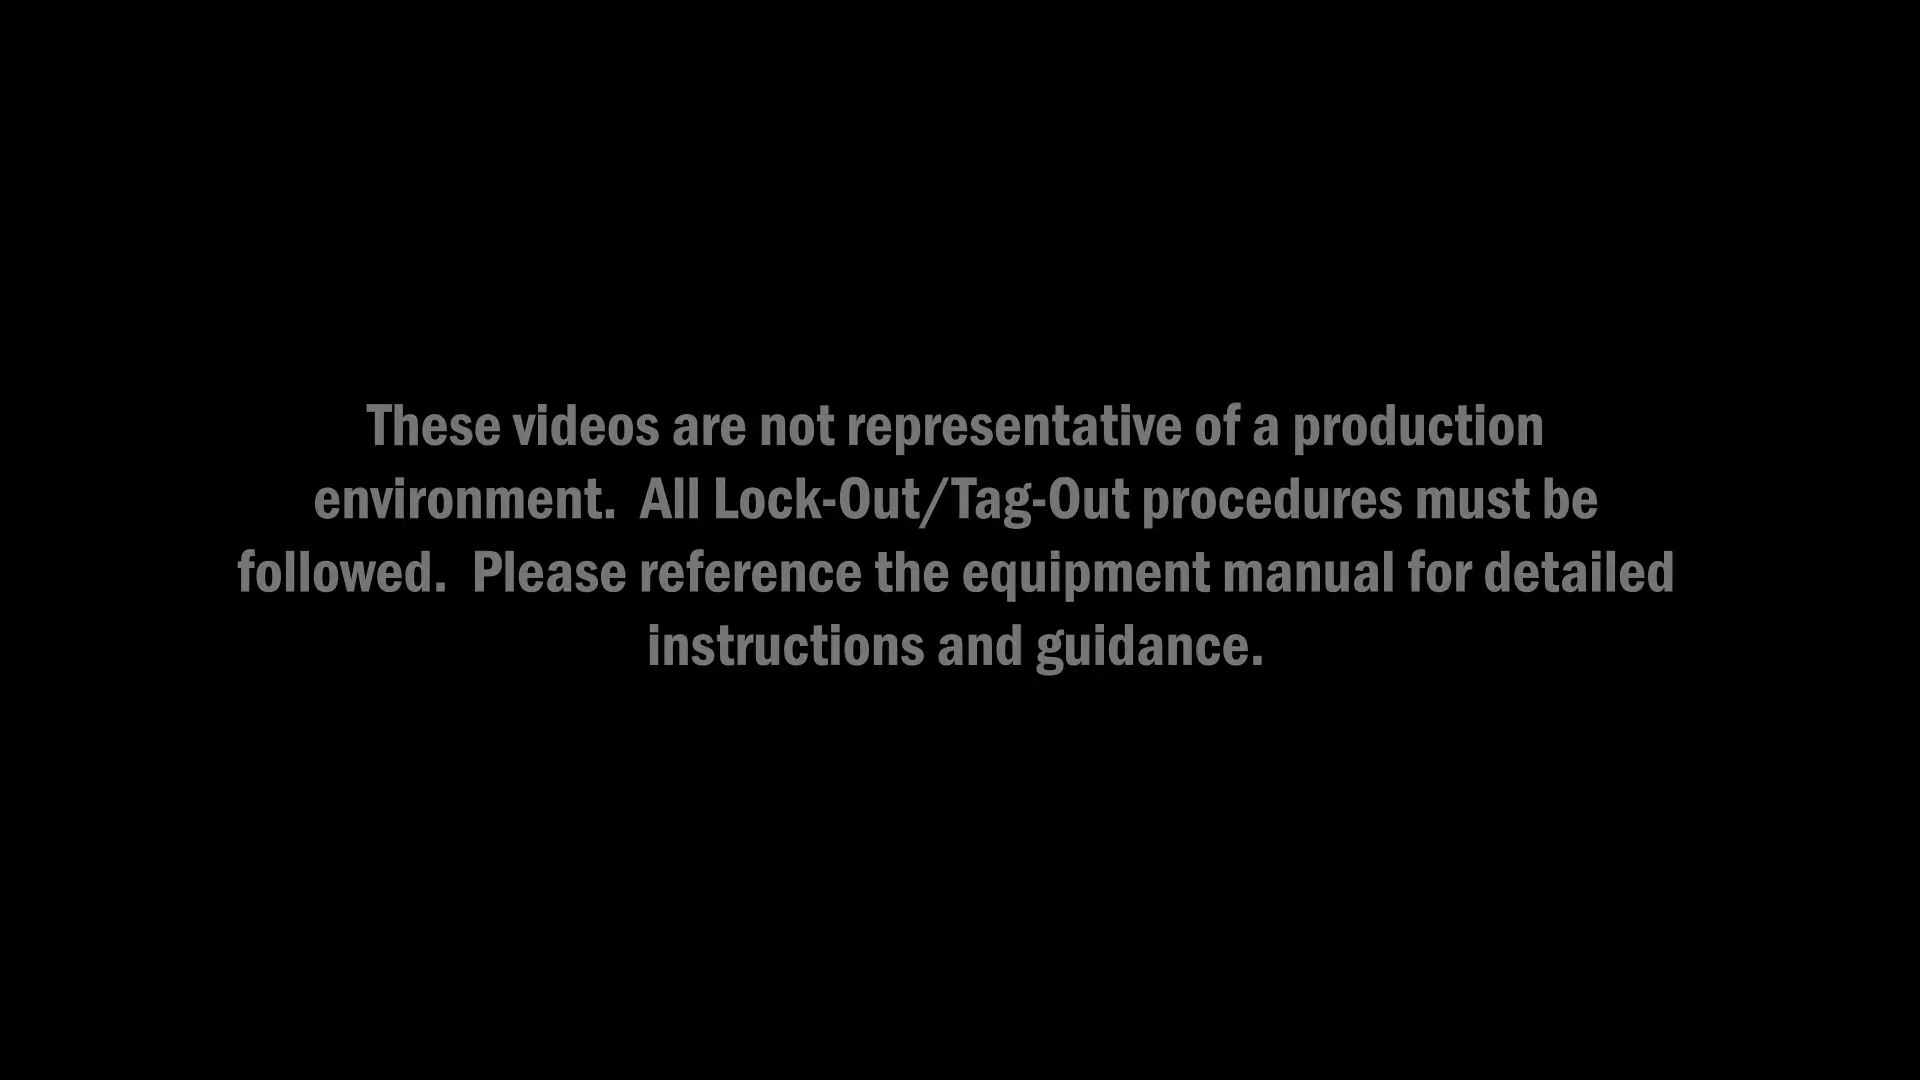 These videos are not representative of a production
environment.  All Lock-Out/Tag-Out procedures must be
followed.  Please reference the equipment manual for detailed
instructions and guidance.